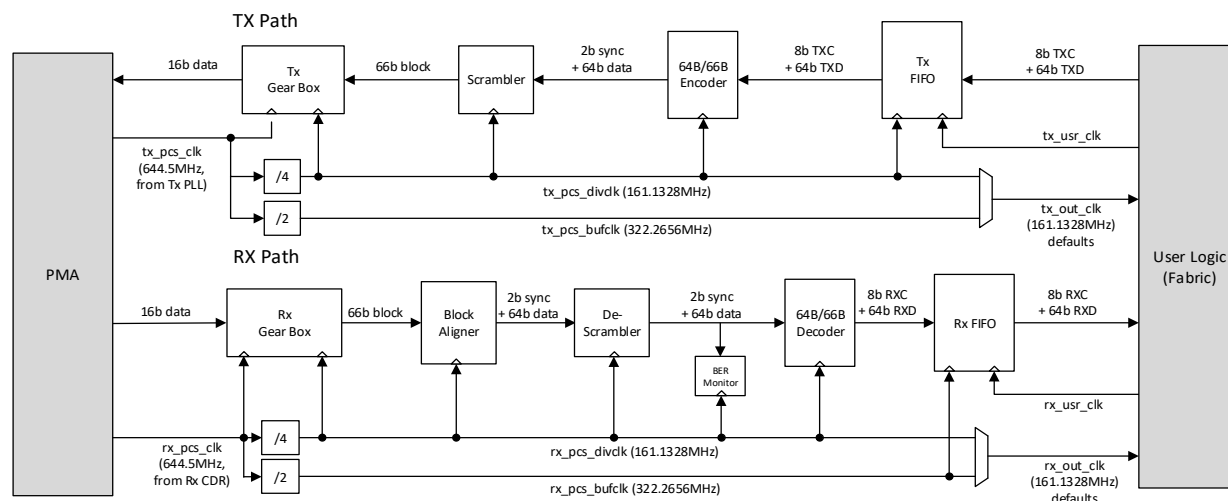 TX Path
PMA
16b data
Tx
Gear Box
66b block
Scrambler
2b sync
+ 64b data
64B/66B
Encoder
8b TXC
+ 64b TXD
Tx
FIFO
8b TXC
+ 64b TXD
tx_usr_clk
tx_pcs_clk
(644.5MHz,
from Tx PLL)
/4
tx_pcs_divclk (161.1328MHz)
/2
tx_pcs_bufclk (322.2656MHz)
tx_out_clk
(161.1328MHz)
defaults
User Logic
(Fabric)
RX Path
16b data
Rx
Gear Box
66b block
Block
Aligner
2b sync
+ 64b data
De-
Scrambler
2b sync
+ 64b data
BER
Monitor
64B/66B
Decoder
8b RXC
+ 64b RXD
Rx FIFO
8b RXC
+ 64b RXD
rx_usr_clk
rx_pcs_clk
(644.5MHz,
from Rx CDR)
/4
rx_pcs_divclk (161.1328MHz)
/2
rx_pcs_bufclk (322.2656MHz)
rx_out_clk
(161.1328MHz)
defaults